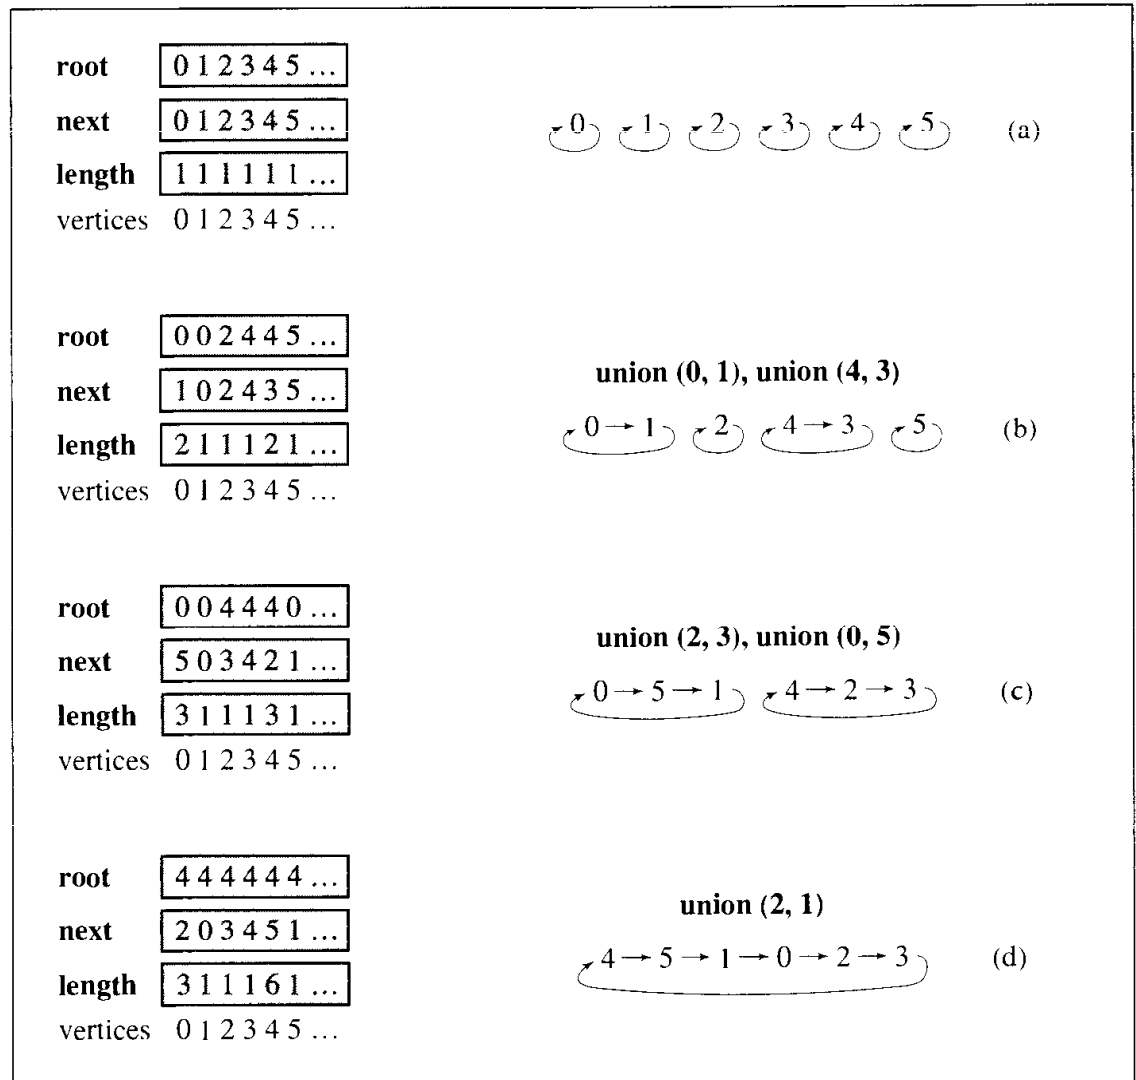 root 0 1 2 3 4 5 ...
next 0 1 2 3 4 5 ...
length 1 1 1 1 1 1 ...
vertices 0 1 2 3 4 5 ...
0 1 2 3 4 5 (a)
root 0 0 2 4 4 5 ...
next 1 0 2 4 3 5 ...
length 2 1 1 1 2 1 ...
vertices 0 1 2 3 4 5 ...
union (0, 1), union (4, 3)
0 → 1 2 4 → 3 5 (b)
root 0 0 4 4 4 0 ...
next 5 0 3 4 2 1 ...
length 3 1 1 1 3 1 ...
vertices 0 1 2 3 4 5 ...
union (2, 3), union (0, 5)
0 → 5 → 1 4 → 2 → 3 (c)
root 4 4 4 4 4 4 ...
next 2 0 3 4 5 1 ...
length 3 1 1 1 6 1 ...
vertices 0 1 2 3 4 5 ...
union (2, 1)
4 → 5 → 1 → 0 → 2 → 3 (d)